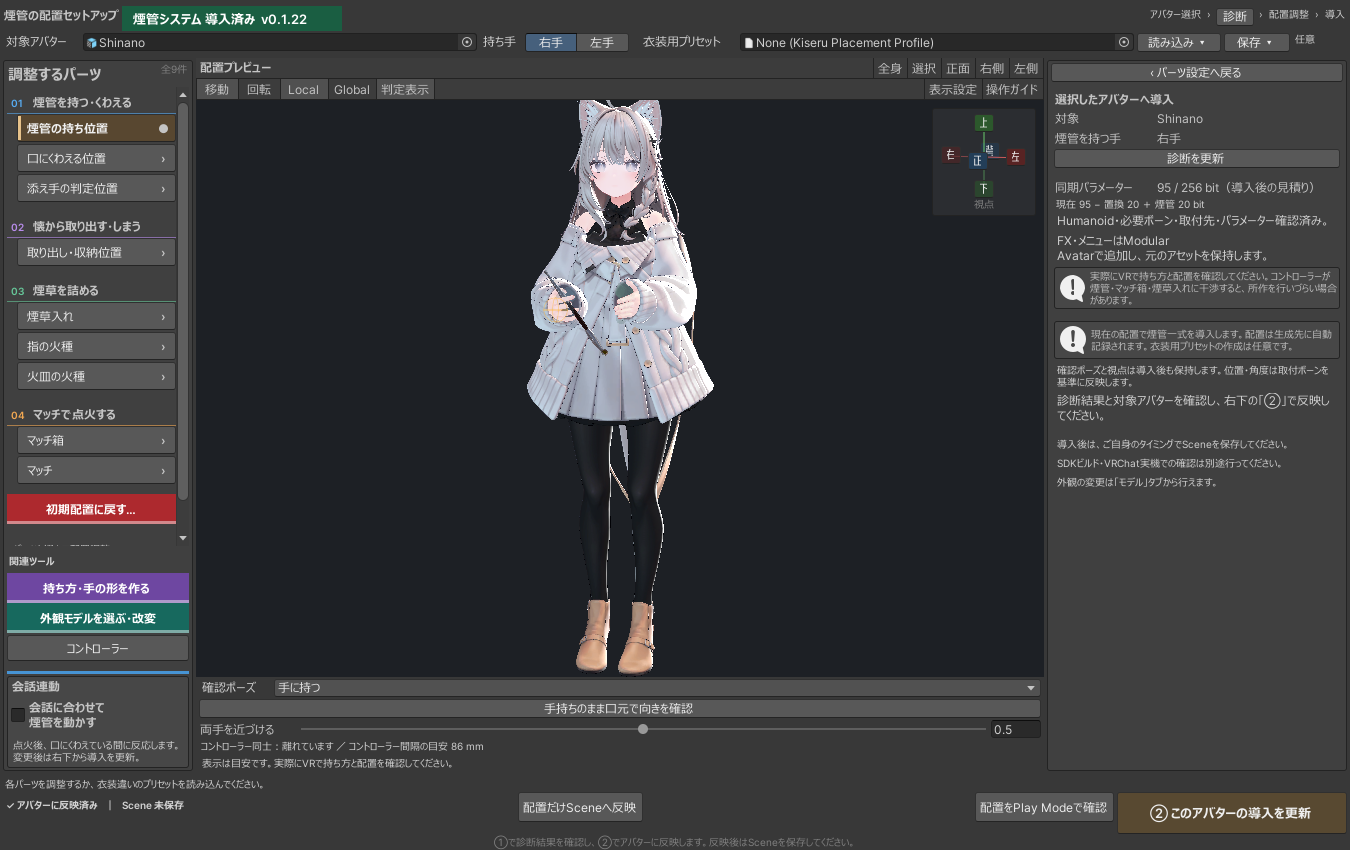 煙管の配置セットアップ
煙管システム 導入済み v0.1.22
アバター選択 › 診断 › 配置調整 › 導入
対象アバター Shinano 持ち手 右手 左手 衣装用プリセット None (Kiseru Placement Profile) 読み込み 保存 任意
調整するパーツ 全9件
01 煙管を持つ・くわえる
煙管の持ち位置
口にくわえる位置 ›
添え手の判定位置 ›
02 懐から取り出す・しまう
取り出し・収納位置 ›
03 煙草を詰める
煙草入れ ›
指の火種 ›
火皿の火種 ›
04 マッチで点火する
マッチ箱 ›
マッチ ›
初期配置に戻す...
関連ツール
持ち方・手の形を作る
外観モデルを選ぶ・改変
コントローラー
会話連動
会話に合わせて
煙管を動かす
点火後、口にくわえている間に反応します。
変更後は右下から導入を更新。
配置プレビュー 全身 選択 正面 右側 左側
移動 回転 Local Global 判定表示 表示設定 操作ガイド
上
右 正 背 左
下
視点
確認ポーズ 手に持つ
手持ちのまま口元で向きを確認
両手を近づける 0.5
コントローラー同士：離れています ／ コントローラー間隔の目安 86 mm
表示は目安です。実際にVRで持ち方と配置を確認してください。
‹ パーツ設定へ戻る
選択したアバターへ導入
対象 Shinano
煙管を持つ手 右手
診断を更新
同期パラメーター 95 / 256 bit（導入後の見積り）
現在 95 − 置換 20 ＋ 煙管 20 bit
Humanoid・必要ボーン・取付先・パラメーター確認済み。
FX・メニューはModular
Avatarで追加し、元のアセットを保持します。
実際にVRで持ち方と配置を確認してください。コントローラーが
煙管・マッチ箱・煙草入れに干渉すると、所作を行いづらい場合
があります。
現在の配置で煙管一式を導入します。配置は生成先に自動
記録されます。衣装用プリセットの作成は任意です。
確認ポーズと視点は導入後も保持します。位置・角度は取付ボーンを
基準に反映します。
診断結果と対象アバターを確認し、右下の「②」で反映し
てください。
導入後は、ご自身のタイミングでSceneを保存してください。
SDKビルド・VRChat実機での確認は別途行ってください。
外観の変更は「モデル」タブから行えます。
各パーツを調整するか、衣装違いのプリセットを読み込んでください。
✓ アバターに反映済み ｜ Scene 未保存
配置だけSceneへ反映
配置をPlay Modeで確認
② このアバターの導入を更新
①で診断結果を確認し、②でアバターに反映します。反映後はSceneを保存してください。